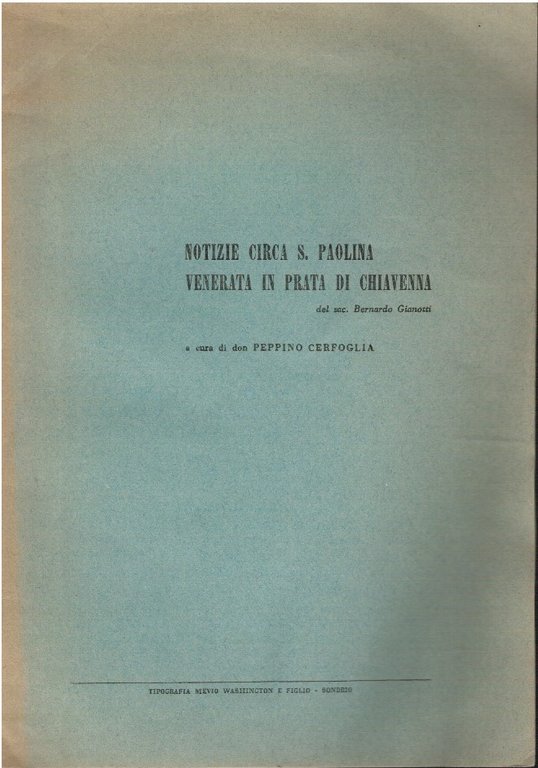 NOTIZIE CIRCA S. PAOLINA
VENERATA IN PRATA DI CHIAVENNA
del sac. Bernardo Gianotti
a cura di don PEPPINO CERFOGLIA
TIPOGRAFIA MEVIO WASHINGTON E FIGLIO - SONDRIO